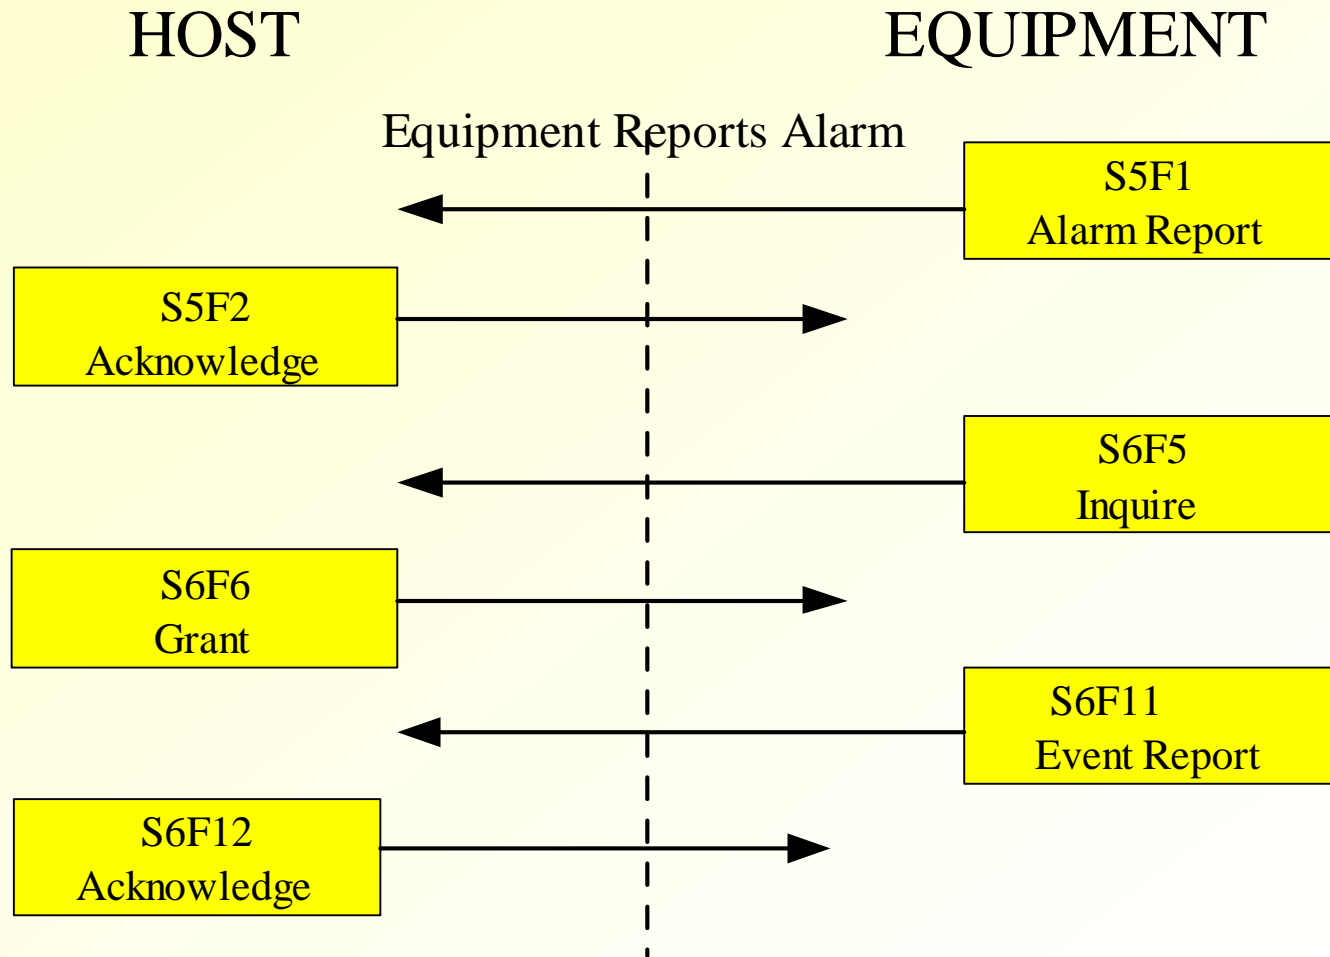 HOST
EQUIPMENT
Equipment Reports Alarm
S5F1
Alarm Report
S5F2
Acknowledge
S6F5
Inquire
S6F6
Grant
S6F11
Event Report
S6F12
Acknowledge